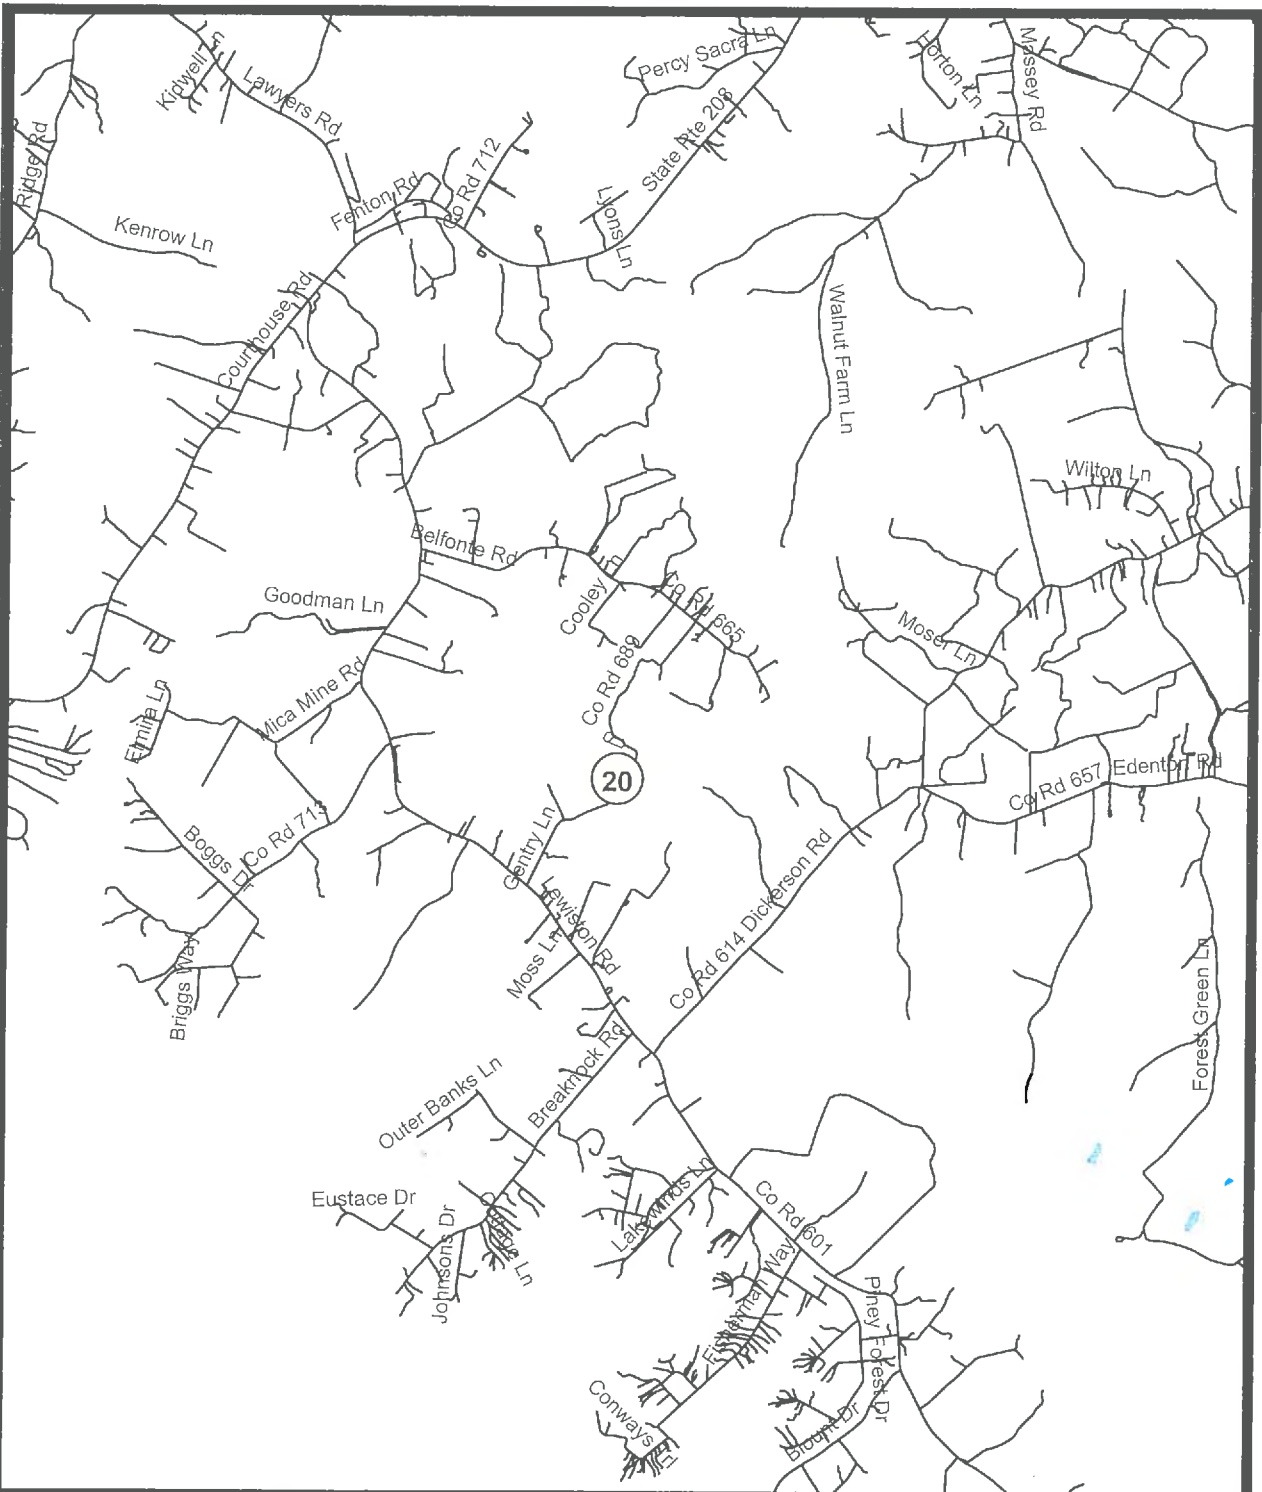 Percy Sacra Ln
Horton Ln
Massey Rd
Kidwell Ln
Lawyers Rd
Ridge Rd
State Rte 208
Co Rd 712
Fenton Rd
Lyons Ln
Kenrow Ln
Courthouse Rd
Walnut Farm Ln
Wilton Ln
Belfonte Rd
Cooley Ln
Co Rd 665
Goodman Ln
Moser Ln
Co Rd 689
Mica Mine Rd
Elmira Ln
20
Edenton Rd
Co Rd 657
Co Rd 713
Boggs Dr
Gentry Ln
Lewiston Rd
Co Rd 614 Dickerson Rd
Moss Ln
Briggs Way
Forest Green Ln
Breaknock Rd
Outer Banks Ln
Eustace Dr
Johnsons Dr
Lakewinds Ln
Co Rd 601
Fisherman Way
Piney Forest Dr
Conways
Blount Dr